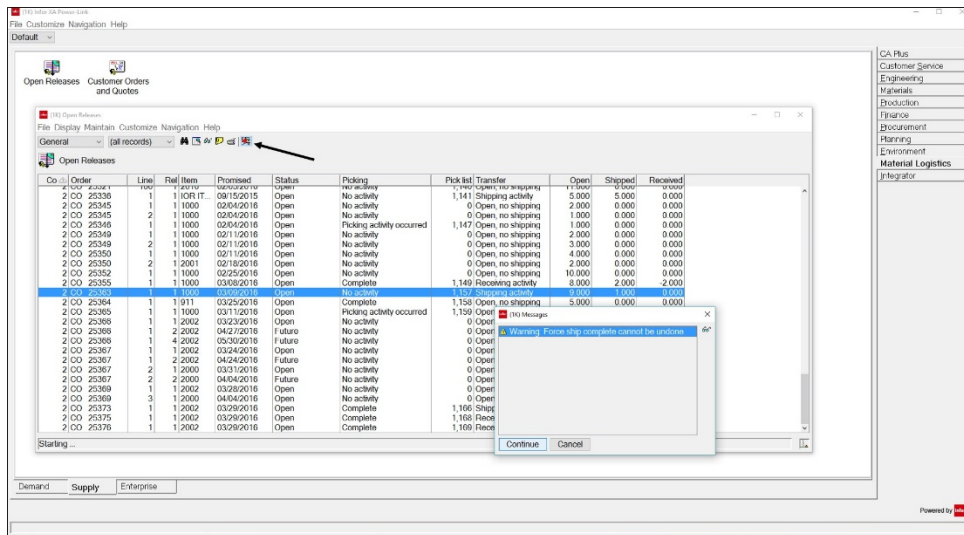 (1K) Infor XA Power-Link
File Customize Navigation Help
Default
Open Releases
Customer Orders and Quotes
CA Plus
Customer Service
Engineering
Materials
Production
Finance
Procurement
Planning
Environment
Material Logistics
Integrator
(1K) Open Releases
File Display Maintain Customize Navigation Help
General (all records)
Open Releases
Co Order Line Rel Item Promised Status Picking Pick list Transfer Open Shipped Received
2 CO 25336 1 1 IOR IT... 09/15/2015 Open No activity 1,141 Shipping activity 5.000 5.000 0.000
2 CO 25345 1 1 1000 02/04/2016 Open No activity 0 Open, no shipping 2.000 0.000 0.000
2 CO 25345 2 1 1000 02/04/2016 Open No activity 0 Open, no shipping 1.000 0.000 0.000
2 CO 25346 1 1 1000 02/04/2016 Open Picking activity occurred 1,147 Open, no shipping 1.000 0.000 0.000
2 CO 25349 1 1 1000 02/11/2016 Open No activity 0 Open, no shipping 2.000 0.000 0.000
2 CO 25349 2 1 1000 02/11/2016 Open No activity 0 Open, no shipping 3.000 0.000 0.000
2 CO 25350 1 1 1000 02/11/2016 Open No activity 0 Open, no shipping 4.000 0.000 0.000
2 CO 25350 2 1 2001 02/18/2016 Open No activity 0 Open, no shipping 2.000 0.000 0.000
2 CO 25352 1 1 1000 02/25/2016 Open No activity 0 Open, no shipping 10.000 0.000 0.000
2 CO 25355 1 1 1000 03/08/2016 Open Complete 1,149 Receiving activity 8.000 2.000 -2.000
2 CO 25363 1 1 1000 03/09/2016 Open No activity 1,157 Shipping activity 9.000 1.000 0.000
2 CO 25364 1 1 911 03/25/2016 Open Complete 1,158 Open, no shipping 5.000 0.000 0.000
2 CO 25365 1 1 1000 03/11/2016 Open Picking activity occurred 1,159 Open
2 CO 25366 1 1 2002 03/23/2016 Open No activity 0 Open
2 CO 25366 1 2 2002 04/27/2016 Future No activity 0 Open
2 CO 25366 1 4 2002 05/30/2016 Future No activity 0 Open
2 CO 25367 1 1 2002 03/24/2016 Open No activity 0 Open
2 CO 25367 1 2 2002 04/24/2016 Future No activity 0 Open
2 CO 25367 2 1 2000 03/31/2016 Open No activity 0 Open
2 CO 25367 2 2 2000 04/04/2016 Future No activity 0 Open
2 CO 25369 1 1 2002 03/28/2016 Open No activity 0 Open
2 CO 25369 3 1 2000 04/04/2016 Open No activity 0 Open
2 CO 25373 1 1 2002 03/29/2016 Open Complete 1,166
2 CO 25375 1 1 2002 03/29/2016 Open Complete 1,168
2 CO 25376 1 1 2002 03/29/2016 Open Complete 1,169
(1K) Messages
Warning: Force ship complete cannot be undone
Continue Cancel
Starting ...
Demand Supply Enterprise
Powered by infor